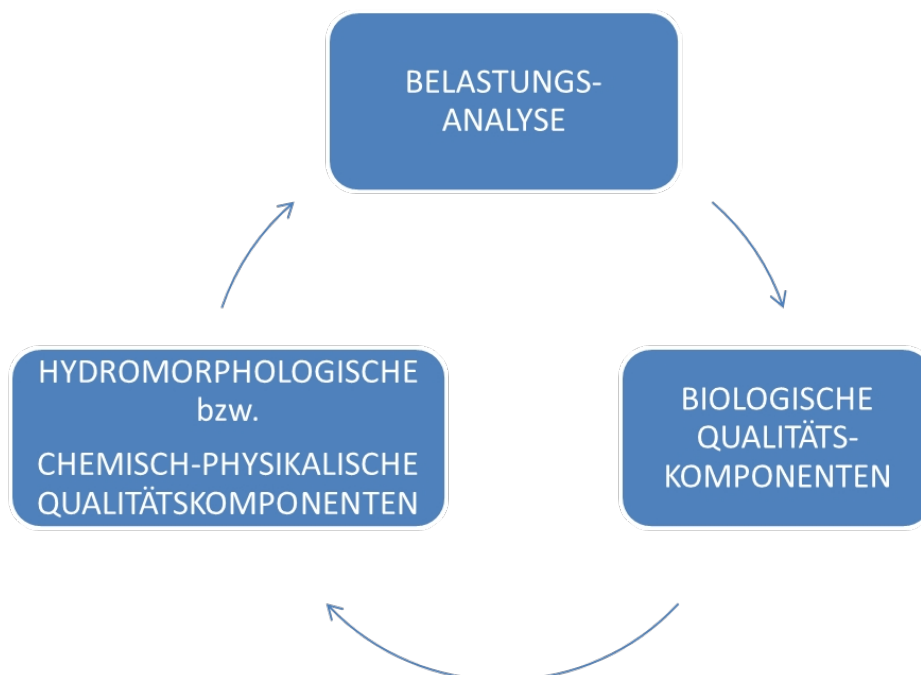 BELASTUNGS-
ANALYSE
HYDROMORPHOLOGISCHE
bzw.
CHEMISCH-PHYSIKALISCHE
QUALITÄTSKOMPONENTEN
BIOLOGISCHE
QUALITÄTS-
KOMPONENTEN